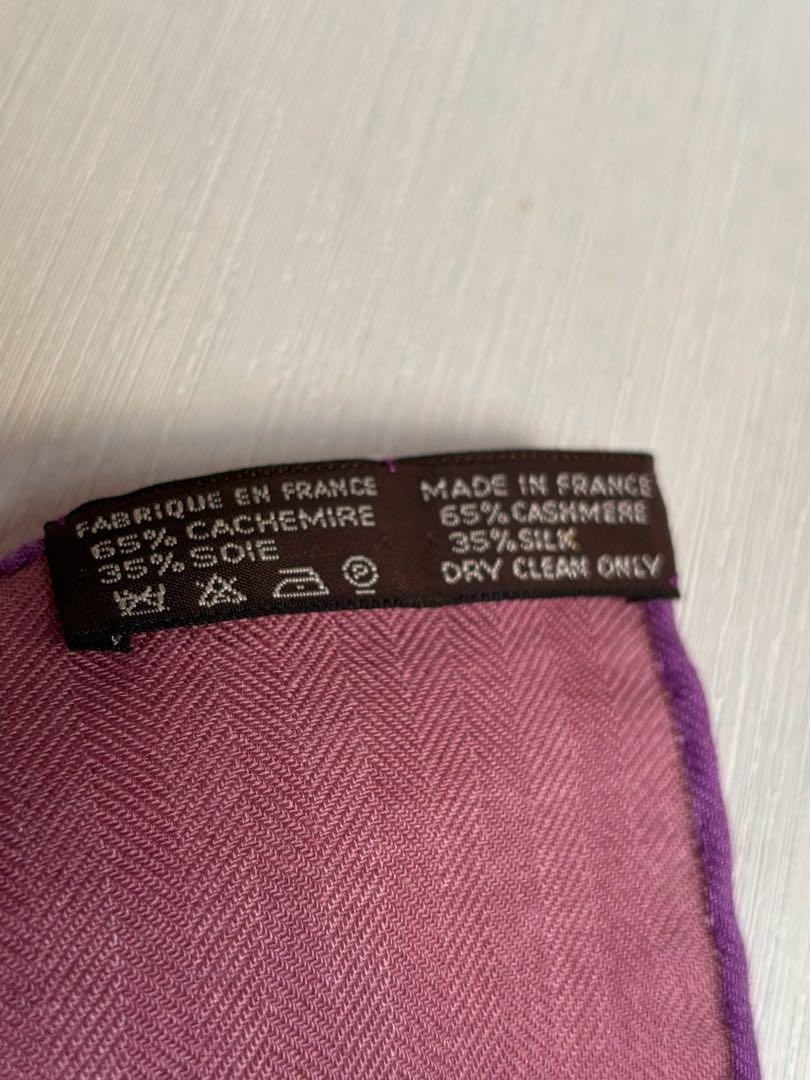 FABRIQUE EN FRANCE
65% CACHEMIRE
35% SOIE
P
MADE IN FRANCE
65% CASHMERE
35% SILK
DRY CLEAN ONLY